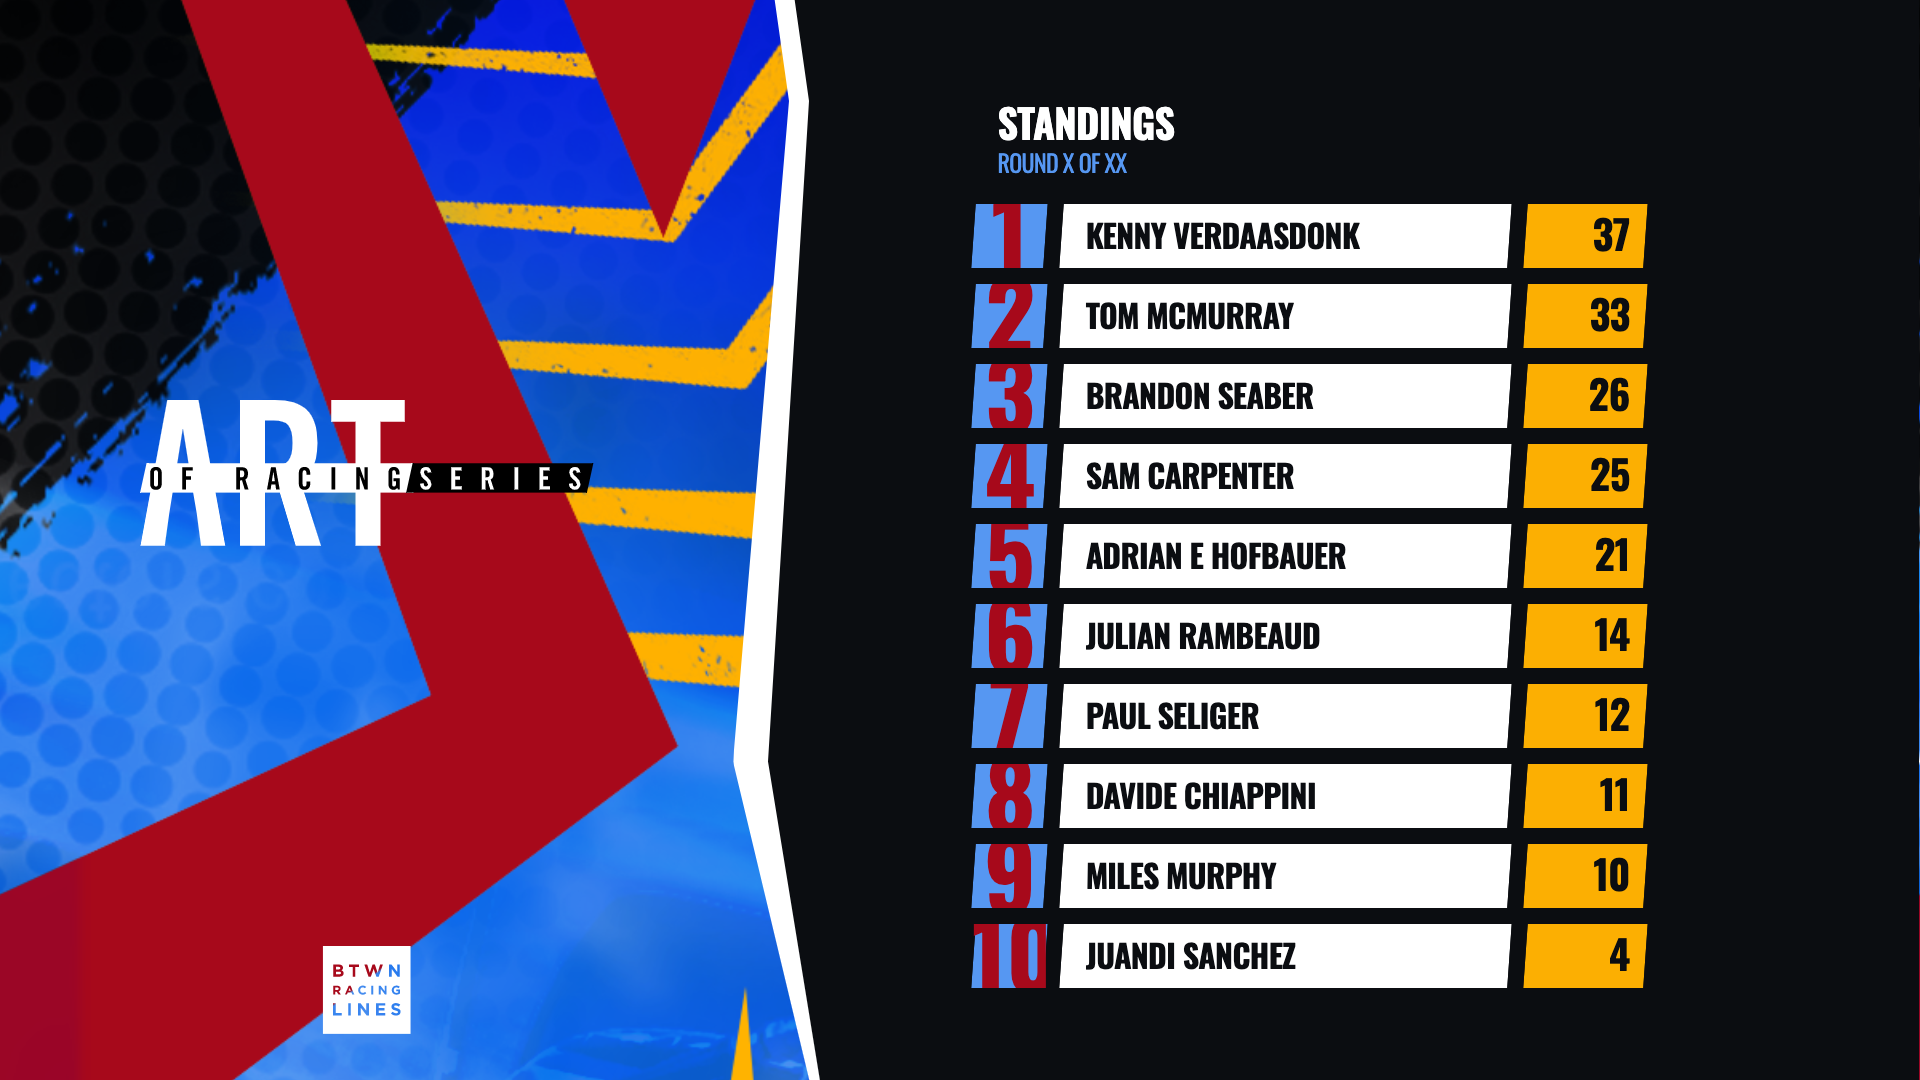 ART
OF RACING SERIES
BTWN
RACING
LINES
STANDINGS
ROUND X OF XX
1 KENNY VERDAASDONK 37
2 TOM MCMURRAY 33
3 BRANDON SEABER 26
4 SAM CARPENTER 25
5 ADRIAN E HOFBAUER 21
6 JULIAN RAMBEAUD 14
7 PAUL SELIGER 12
8 DAVIDE CHIAPPINI 11
9 MILES MURPHY 10
10 JUANDI SANCHEZ 4